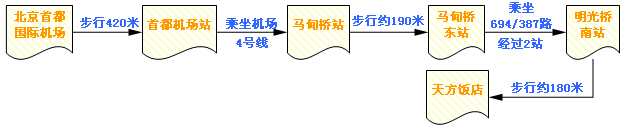 北京首都
国际机场
步行420米
首都机场站
乘坐机场
4号线
马甸桥站
步行约190米
马甸桥
东站
乘坐
694/387路
经过2站
明光桥
南站
步行约180米
天方饭店